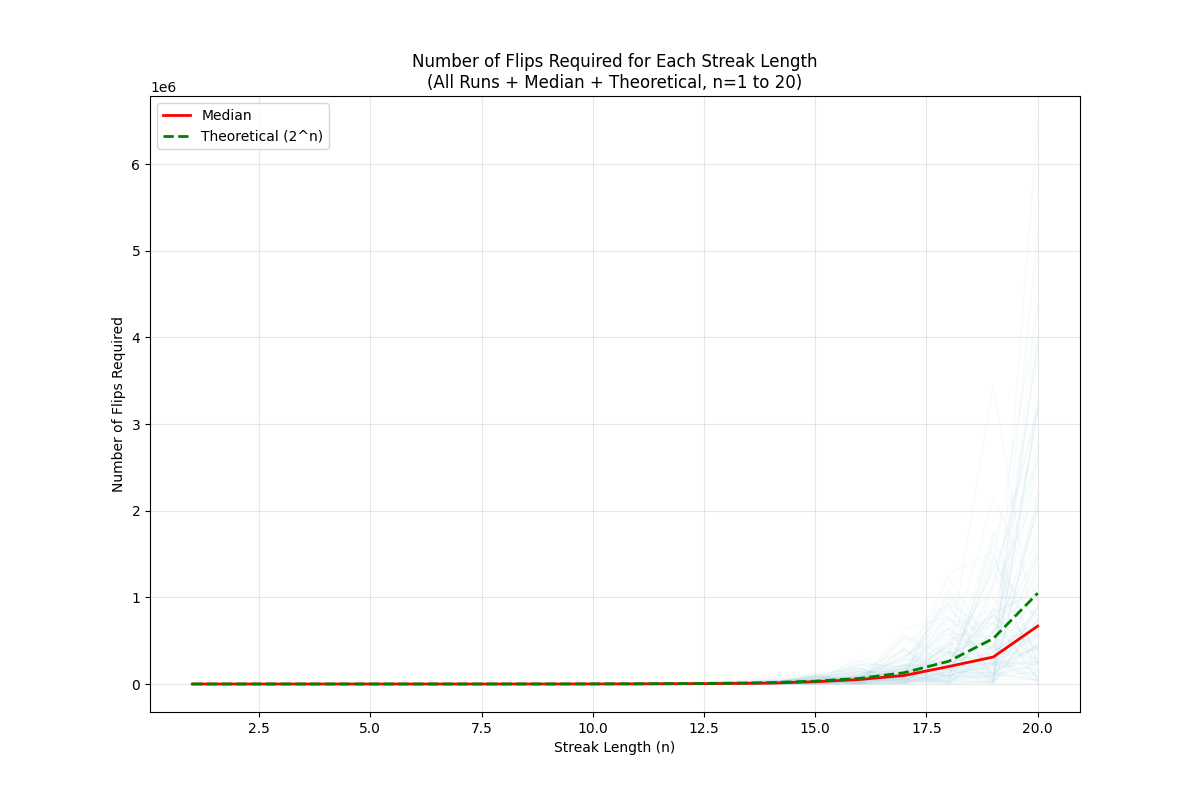 Number of Flips Required for Each Streak Length
(All Runs + Median + Theoretical, n=1 to 20)
1e6
Median
Theoretical (2^n)
Number of Flips Required
6
5
4
3
2
1
0
2.5 5.0 7.5 10.0 12.5 15.0 17.5 20.0
Streak Length (n)